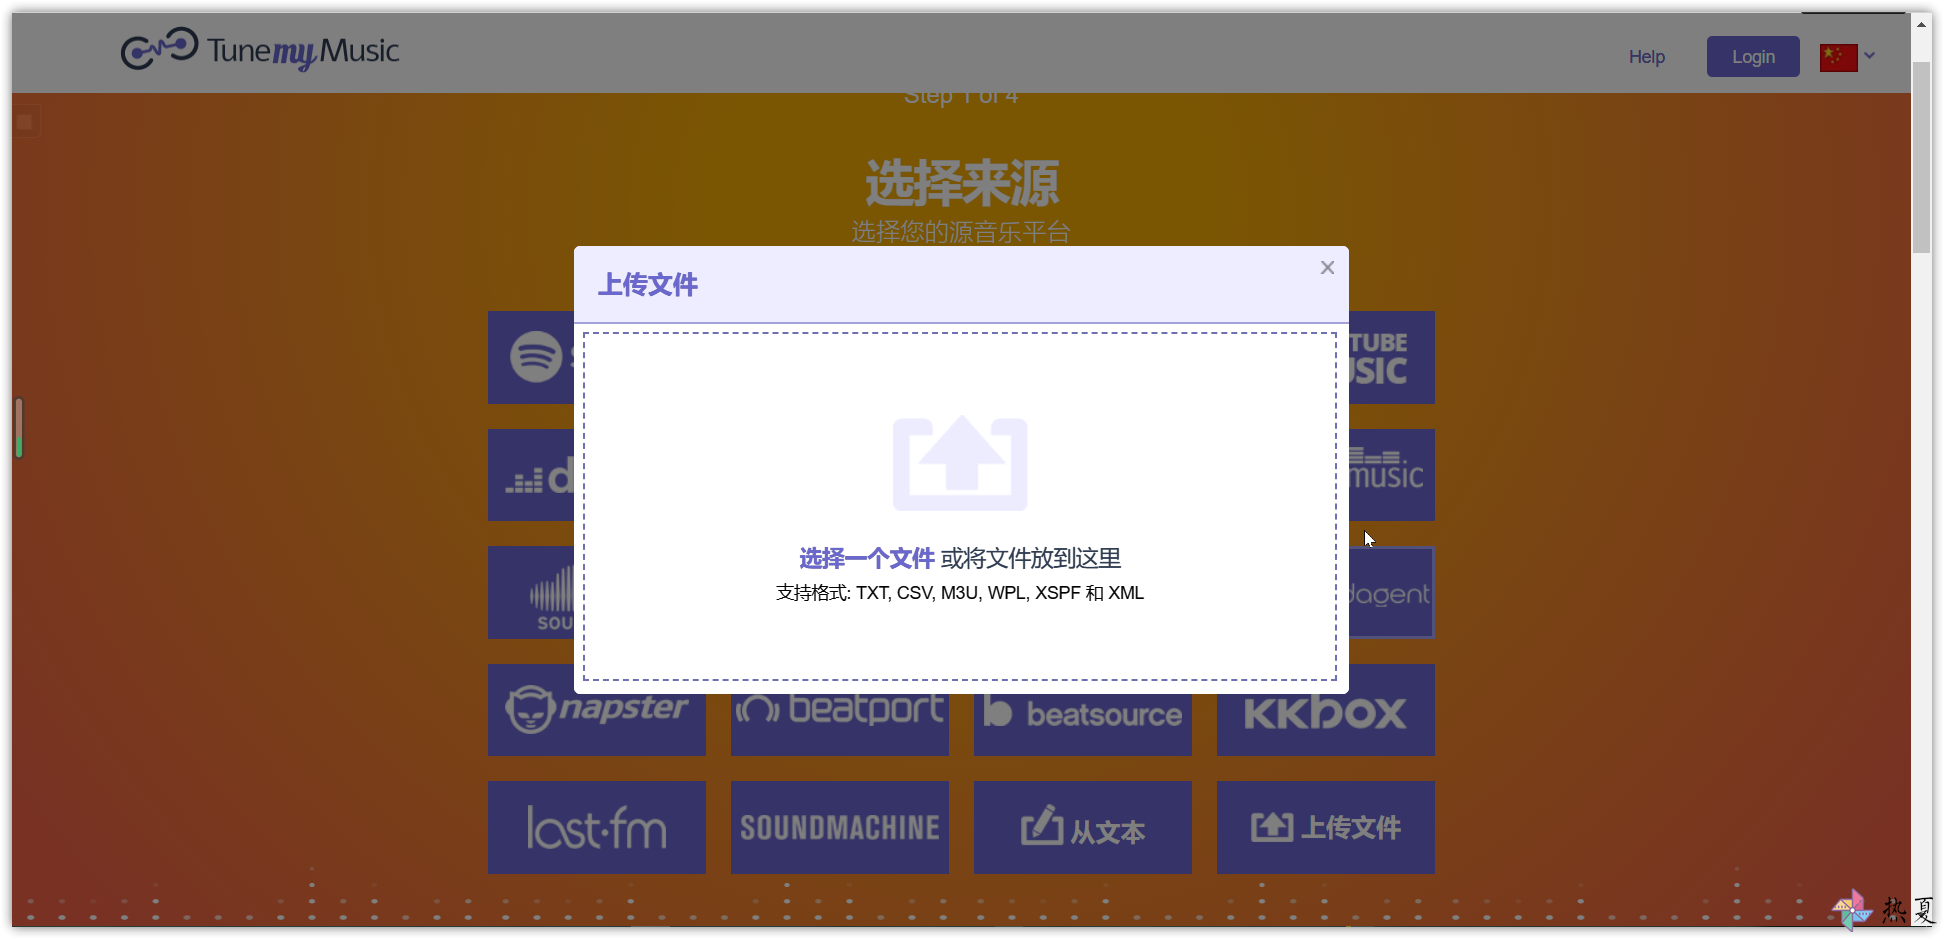 TunemyMusic
Help
Login
Step 1 of 4
选择来源
选择您的源音乐平台
上传文件
选择一个文件 或将文件放到这里
支持格式: TXT, CSV, M3U, WPL, XSPF 和 XML
TUBE
music
napster
beatport
beatsource
KKBOX
last.fm
SOUNDMACHINE
从文本
上传文件
热夏